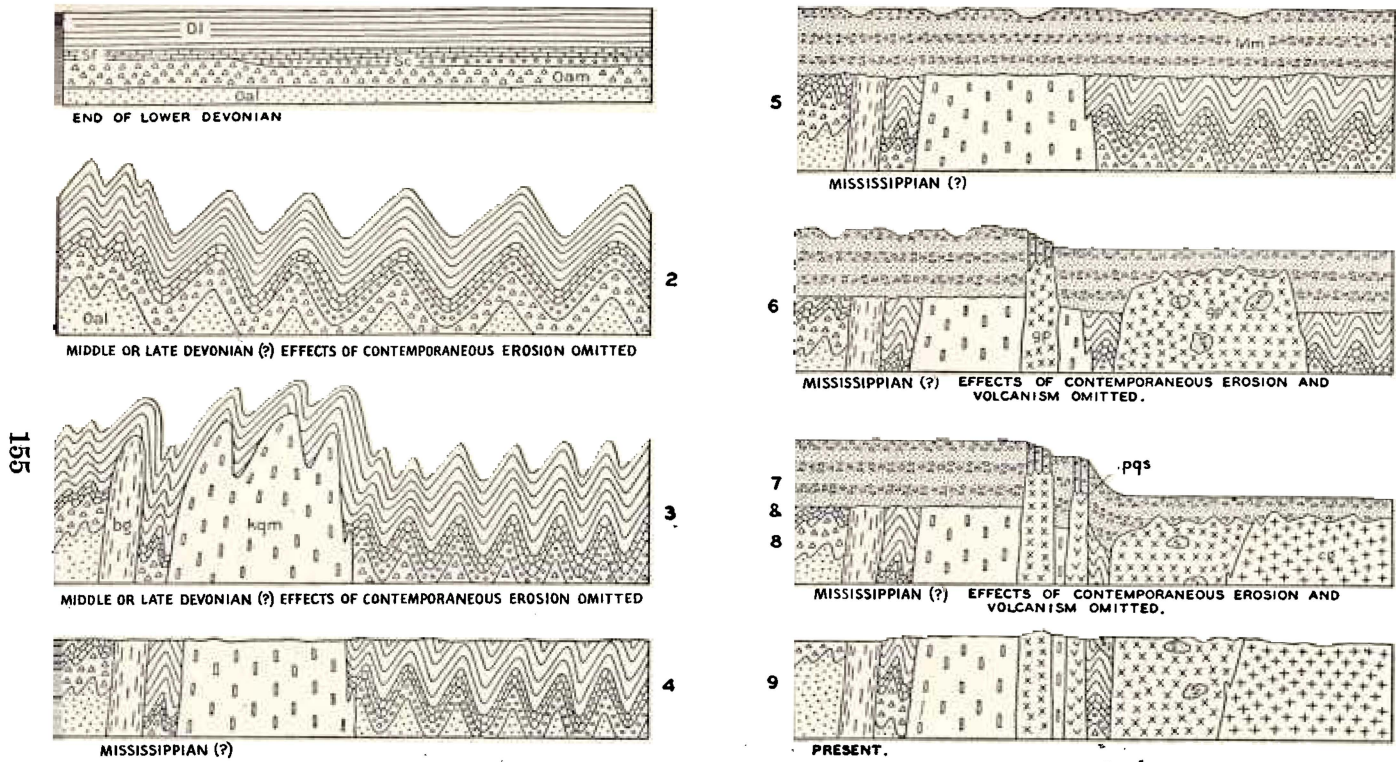 Dl
Sf
Sc
Oam
Oal
END OF LOWER DEVONIAN
2
Oal
MIDDLE OR LATE DEVONIAN (?) EFFECTS OF CONTEMPORANEOUS EROSION OMITTED
155
3
kqm
MIDDLE OR LATE DEVONIAN (?) EFFECTS OF CONTEMPORANEOUS EROSION OMITTED
4
MISSISSIPPIAN (?)
5
Mm
MISSISSIPPIAN (?)
6
gp
gp
MISSISSIPPIAN (?) EFFECTS OF CONTEMPORANEOUS EROSION AND
VOLCANISM OMITTED.
7
&
8
pqs
cg
MISSISSIPPIAN (?) EFFECTS OF CONTEMPORANEOUS EROSION AND
VOLCANISM OMITTED.
9
PRESENT.